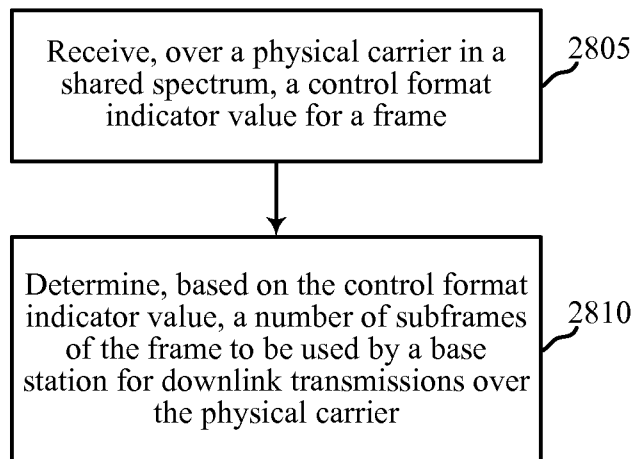 Receive, over a physical carrier in a
shared spectrum, a control format
indicator value for a frame
2805
Determine, based on the control format
indicator value, a number of subframes
of the frame to be used by a base
station for downlink transmissions over
the physical carrier
2810